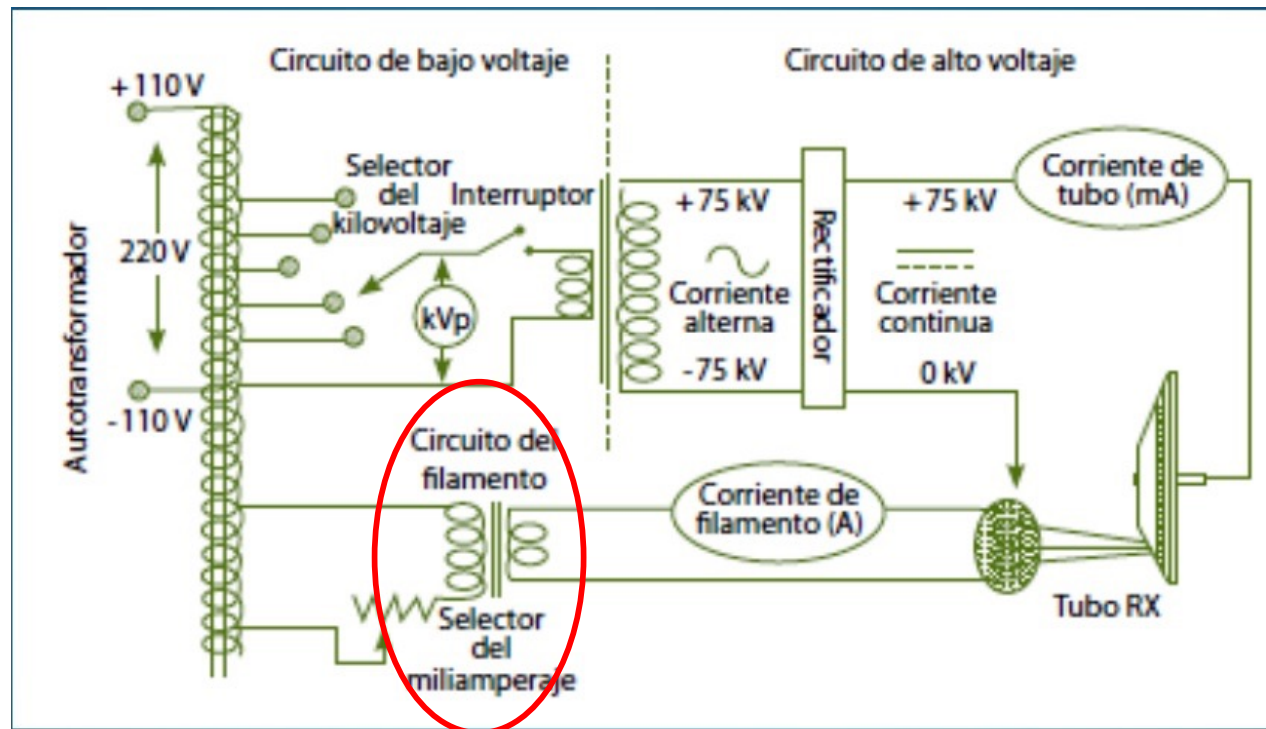 Circuito de bajo voltaje
Circuito de alto voltaje
+110 V
220 V
-110 V
Autotransformador
Selector
del
kilovoltaje
Interruptor
kVp
+75 kV
Corriente
alterna
-75 kV
Rectificador
+75 kV
Corriente
continua
0 kV
Corriente de
tubo (mA)
Circuito del
filamento
Selector
del
miliamperaje
Corriente de
filamento (A)
Tubo RX